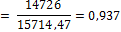 = 14726 / 15714,47 = 0,937